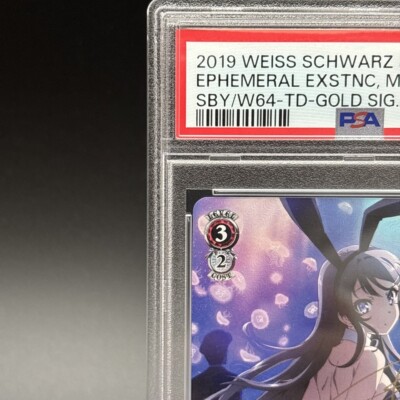 2019 WEISS SCHWARZ
EPHEMERAL EXSTNC, M
SBY/W64-TD-GOLD SIG.
PSA
LEVEL
3
2
COST